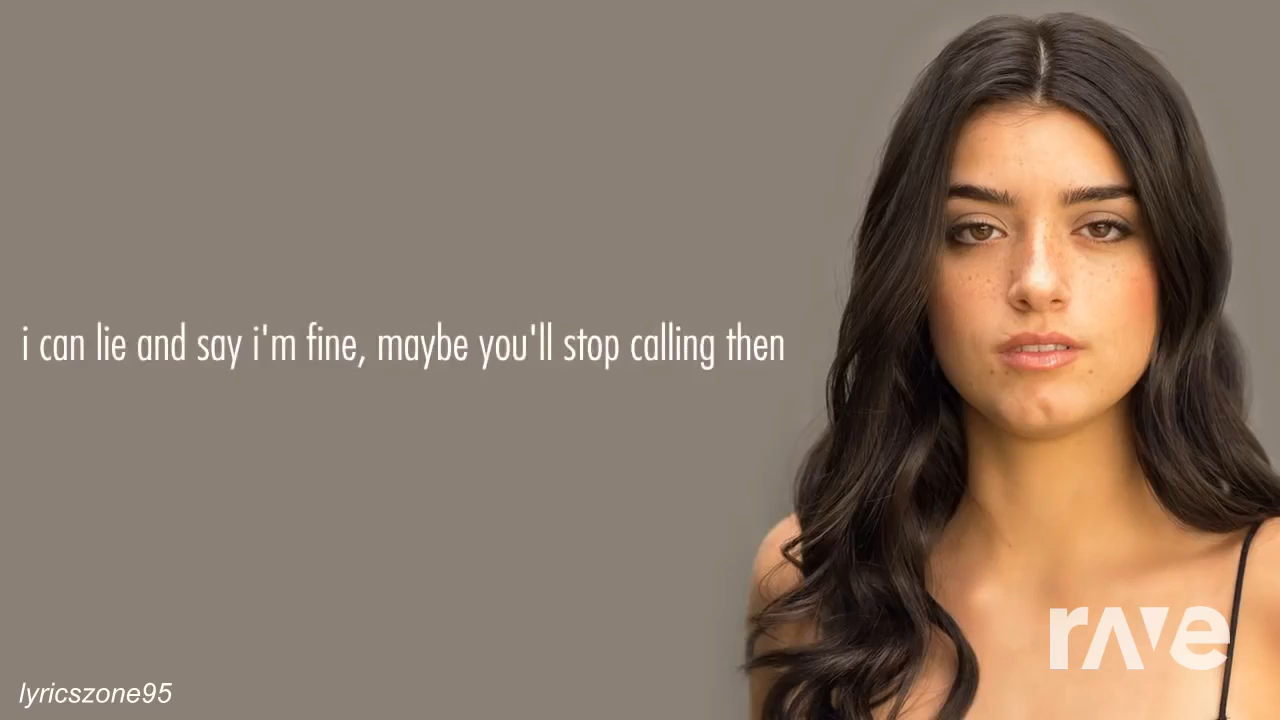 i can lie and say i'm fine, maybe you'll stop calling then
rave
lyricszone95